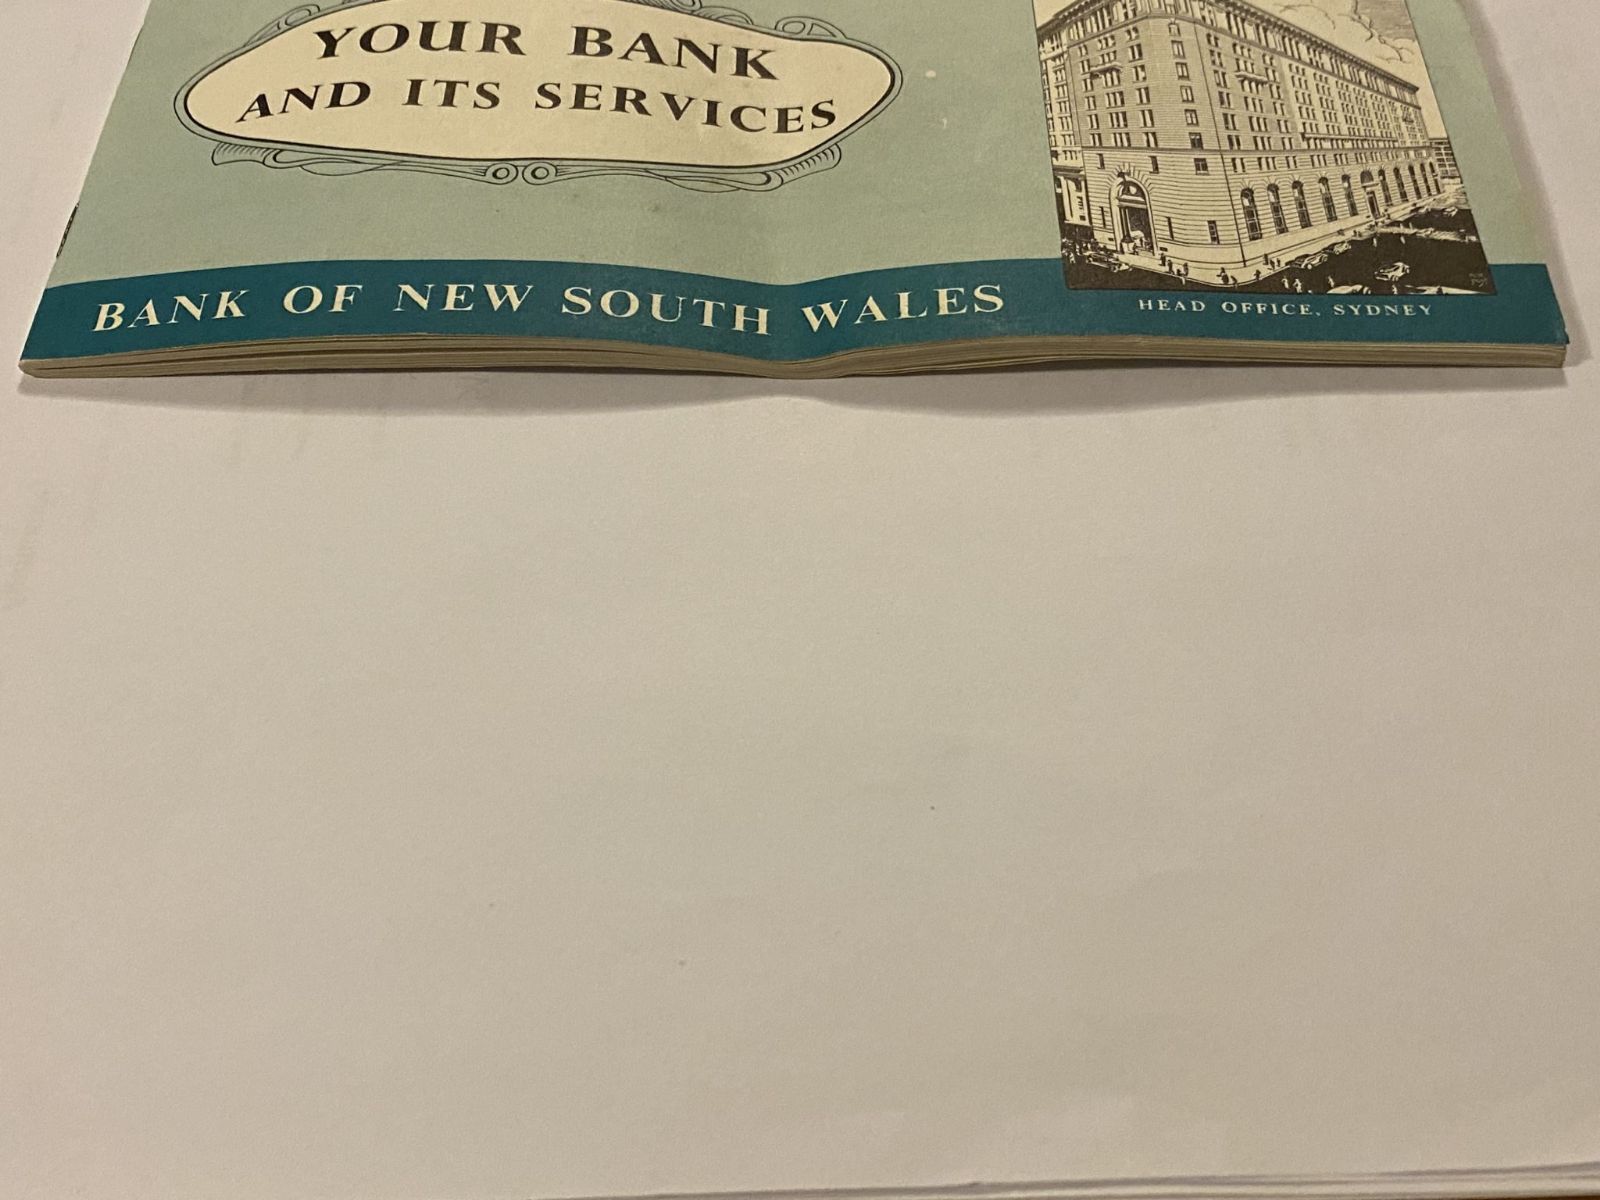 YOUR BANK
AND ITS SERVICES
BANK OF NEW SOUTH WALES
HEAD OFFICE, SYDNEY